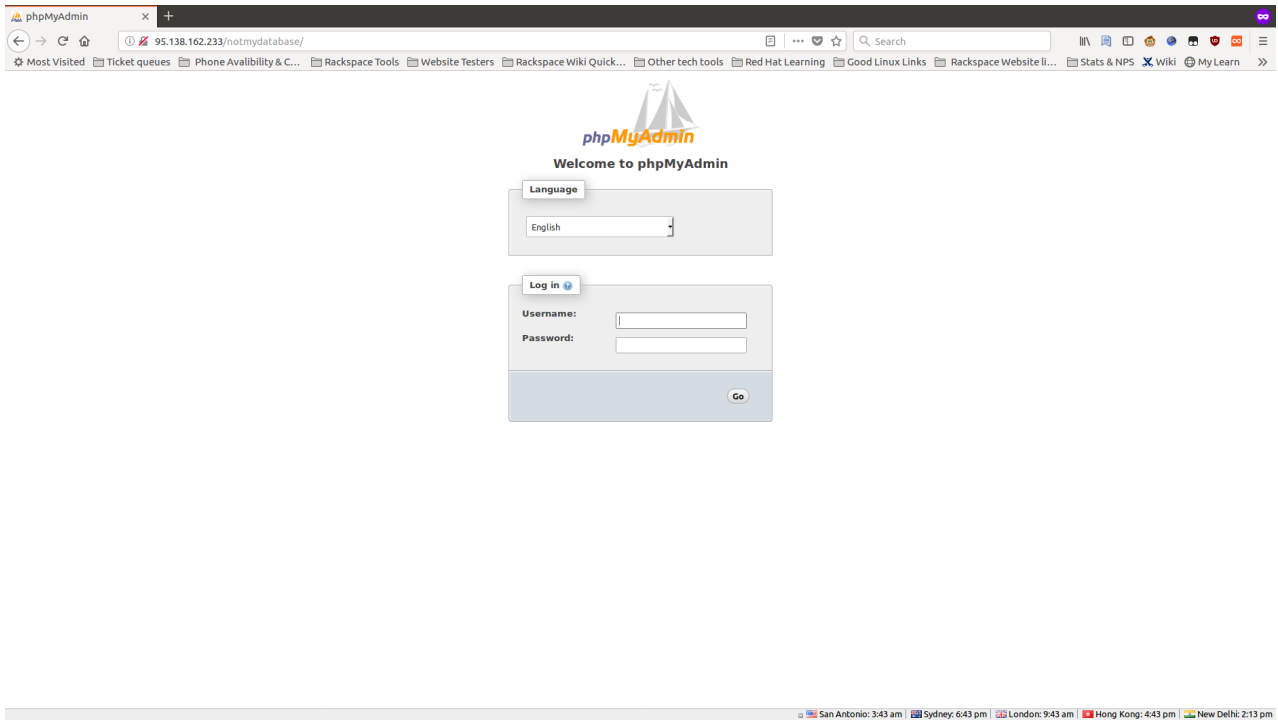 phpMyAdmin
95.138.162.233/notmydatabase/
Search
Most Visited Ticket queues Phone Avalibility & C... Rackspace Tools Website Testers Rackspace Wiki Quick... Other tech tools Red Hat Learning Good Linux Links Rackspace Website li... Stats & NPS Wiki My Learn
phpMyAdmin
Welcome to phpMyAdmin
Language
English
Log in
Username:
Password:
Go
San Antonio: 3:43 am Sydney: 6:43 pm London: 9:43 am Hong Kong: 4:43 pm New Delhi: 2:13 pm